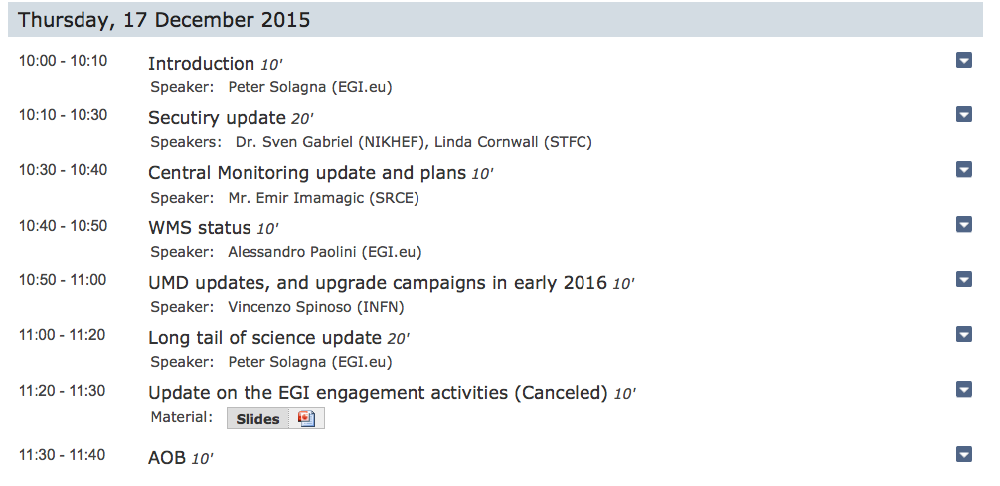 Thursday, 17 December 2015
10:00 - 10:10 Introduction 10'
Speaker: Peter Solagna (EGI.eu)
10:10 - 10:30 Secutiry update 20'
Speakers: Dr. Sven Gabriel (NIKHEF), Linda Cornwall (STFC)
10:30 - 10:40 Central Monitoring update and plans 10'
Speaker: Mr. Emir Imamagic (SRCE)
10:40 - 10:50 WMS status 10'
Speaker: Alessandro Paolini (EGI.eu)
10:50 - 11:00 UMD updates, and upgrade campaigns in early 2016 10'
Speaker: Vincenzo Spinoso (INFN)
11:00 - 11:20 Long tail of science update 20'
Speaker: Peter Solagna (EGI.eu)
11:20 - 11:30 Update on the EGI engagement activities (Canceled) 10'
Material: Slides
11:30 - 11:40 AOB 10'